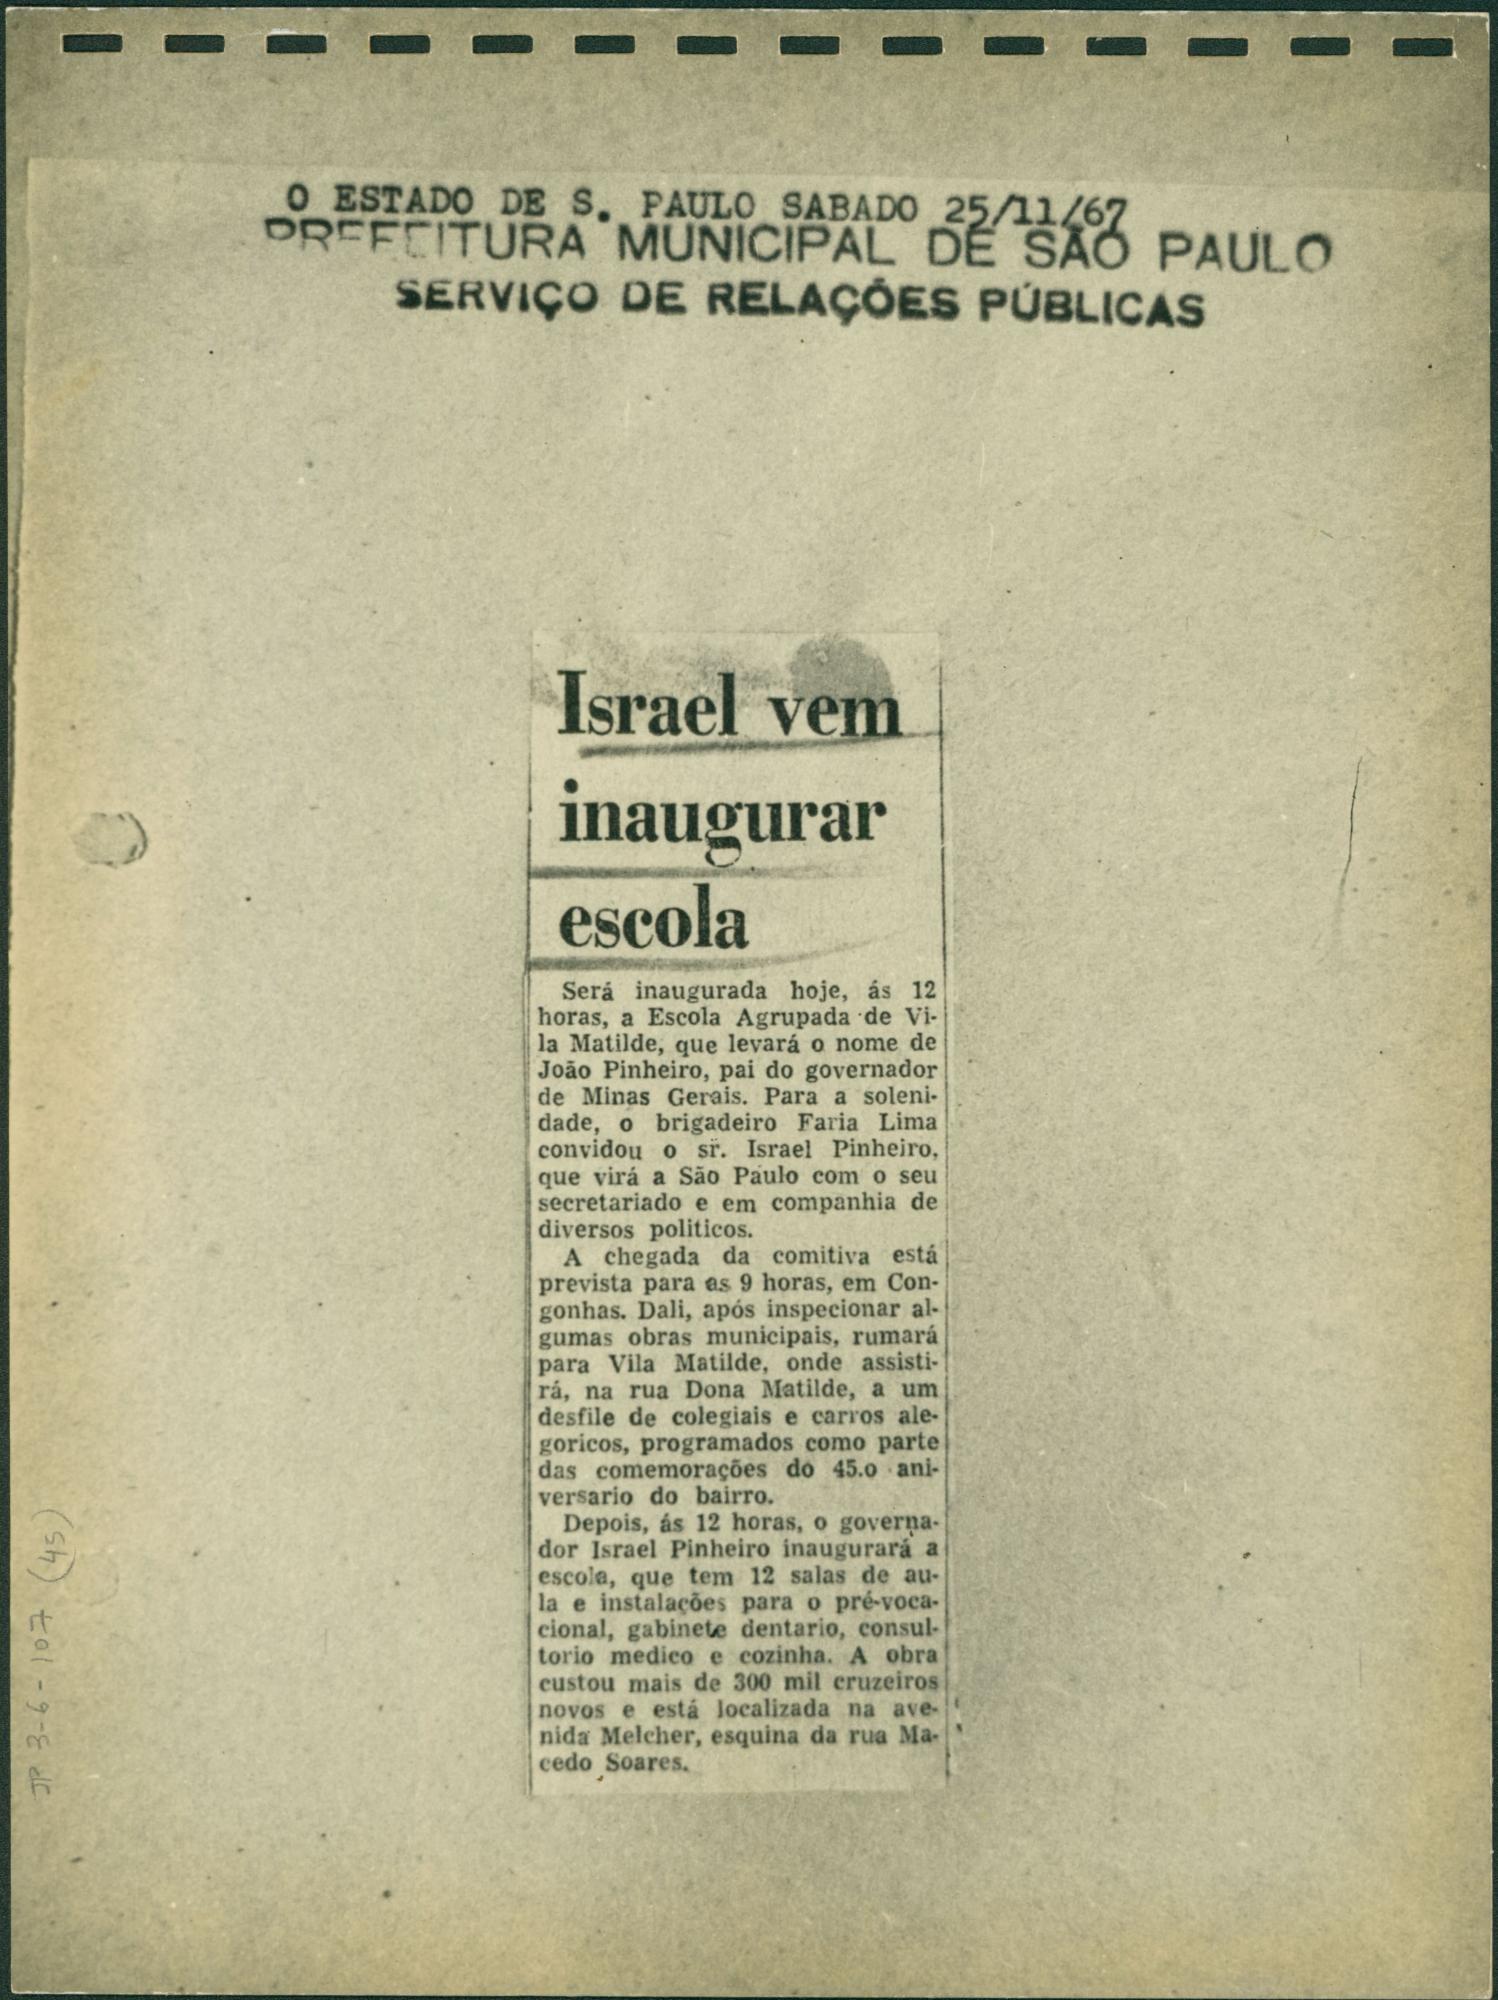 O ESTADO DE S. PAULO SABADO 25/11/67
PREFEITURA MUNICIPAL DE SÃO PAULO
SERVIÇO DE RELAÇÕES PÚBLICAS
Israel vem
inaugurar
escola
Será inaugurada hoje, ás 12
horas, a Escola Agrupada de Vi-
la Matilde, que levará o nome de
João Pinheiro, pai do governador
de Minas Gerais. Para a soleni-
dade, o brigadeiro Faria Lima
convidou o sr. Israel Pinheiro,
que virá a São Paulo com o seu
secretariado e em companhia de
diversos politicos.
A chegada da comitiva está
prevista para as 9 horas, em Con-
gonhas. Dali, após inspecionar al-
gumas obras municipais, rumará
para Vila Matilde, onde assisti-
rá, na rua Dona Matilde, a um
desfile de colegiais e carros ale-
goricos, programados como parte
das comemorações do 45.o ani-
versario do bairro.
Depois, ás 12 horas, o governa-
dor Israel Pinheiro inaugurará a
escola, que tem 12 salas de au-
la e instalações para o pré-voca-
cional, gabinete dentario, consul-
torio medico e cozinha. A obra
custou mais de 300 mil cruzeiros
novos e está localizada na ave-
nida Melcher, esquina da rua Ma-
cedo Soares.
JP 3-6-107 (45)